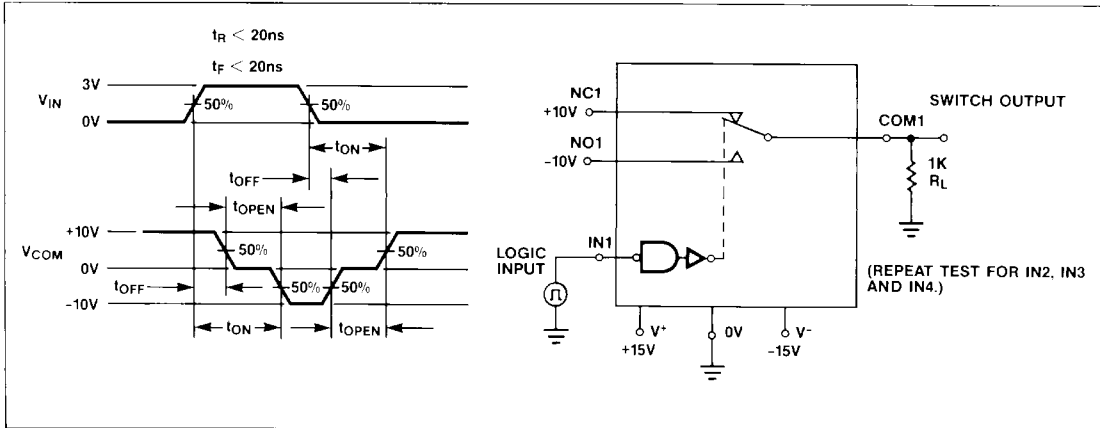 tR < 20ns
tF < 20ns
3V
VIN
50%
50%
0V
tON
tOFF
tOPEN
+10V
VCOM
50%
50%
0V
tOFF
50%
50%
-10V
tON
tOPEN
NC1
+10V
SWITCH OUTPUT
COM1
NO1
-10V
1K
RL
LOGIC
INPUT
IN1
(REPEAT TEST FOR IN2, IN3
AND IN4.)
V+
+15V
0V
V-
-15V